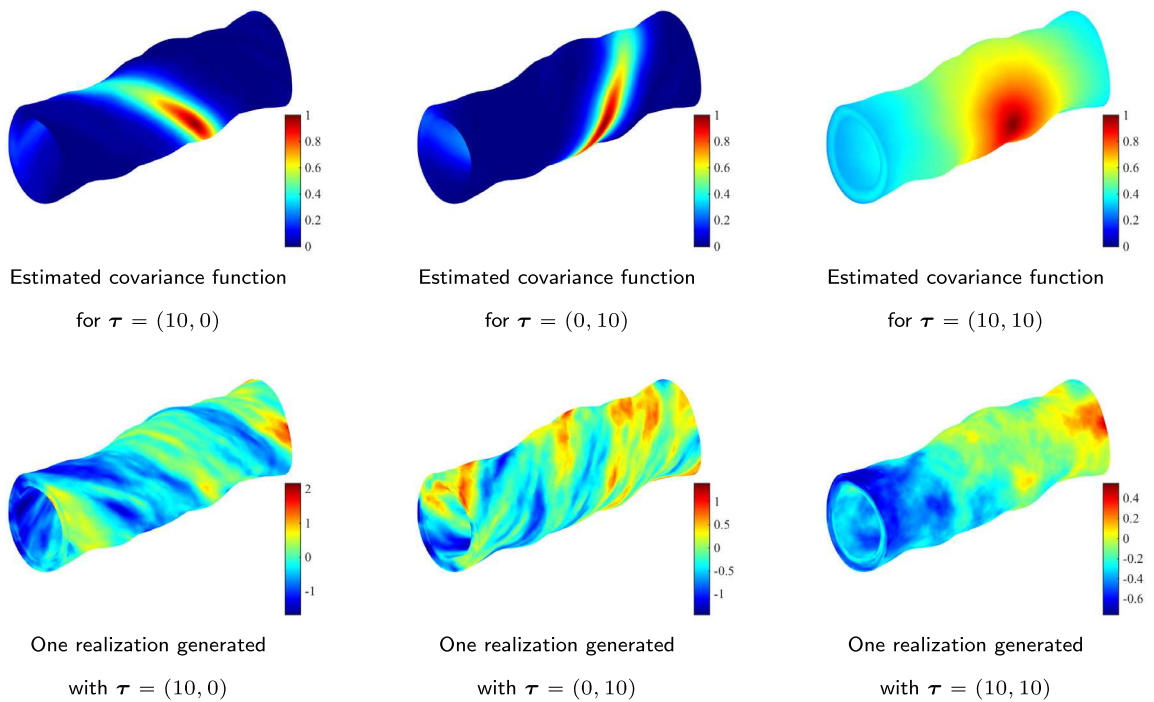 1
0.8
0.6
0.4
0.2
0
1
0.8
0.6
0.4
0.2
0
1
0.8
0.6
0.4
0.2
0
Estimated covariance function
for τ = (10, 0)
Estimated covariance function
for τ = (0, 10)
Estimated covariance function
for τ = (10, 10)
2
1
0
-1
1
0.5
0
-0.5
-1
0.4
0.2
0
-0.2
-0.4
-0.6
One realization generated
with τ = (10, 0)
One realization generated
with τ = (0, 10)
One realization generated
with τ = (10, 10)